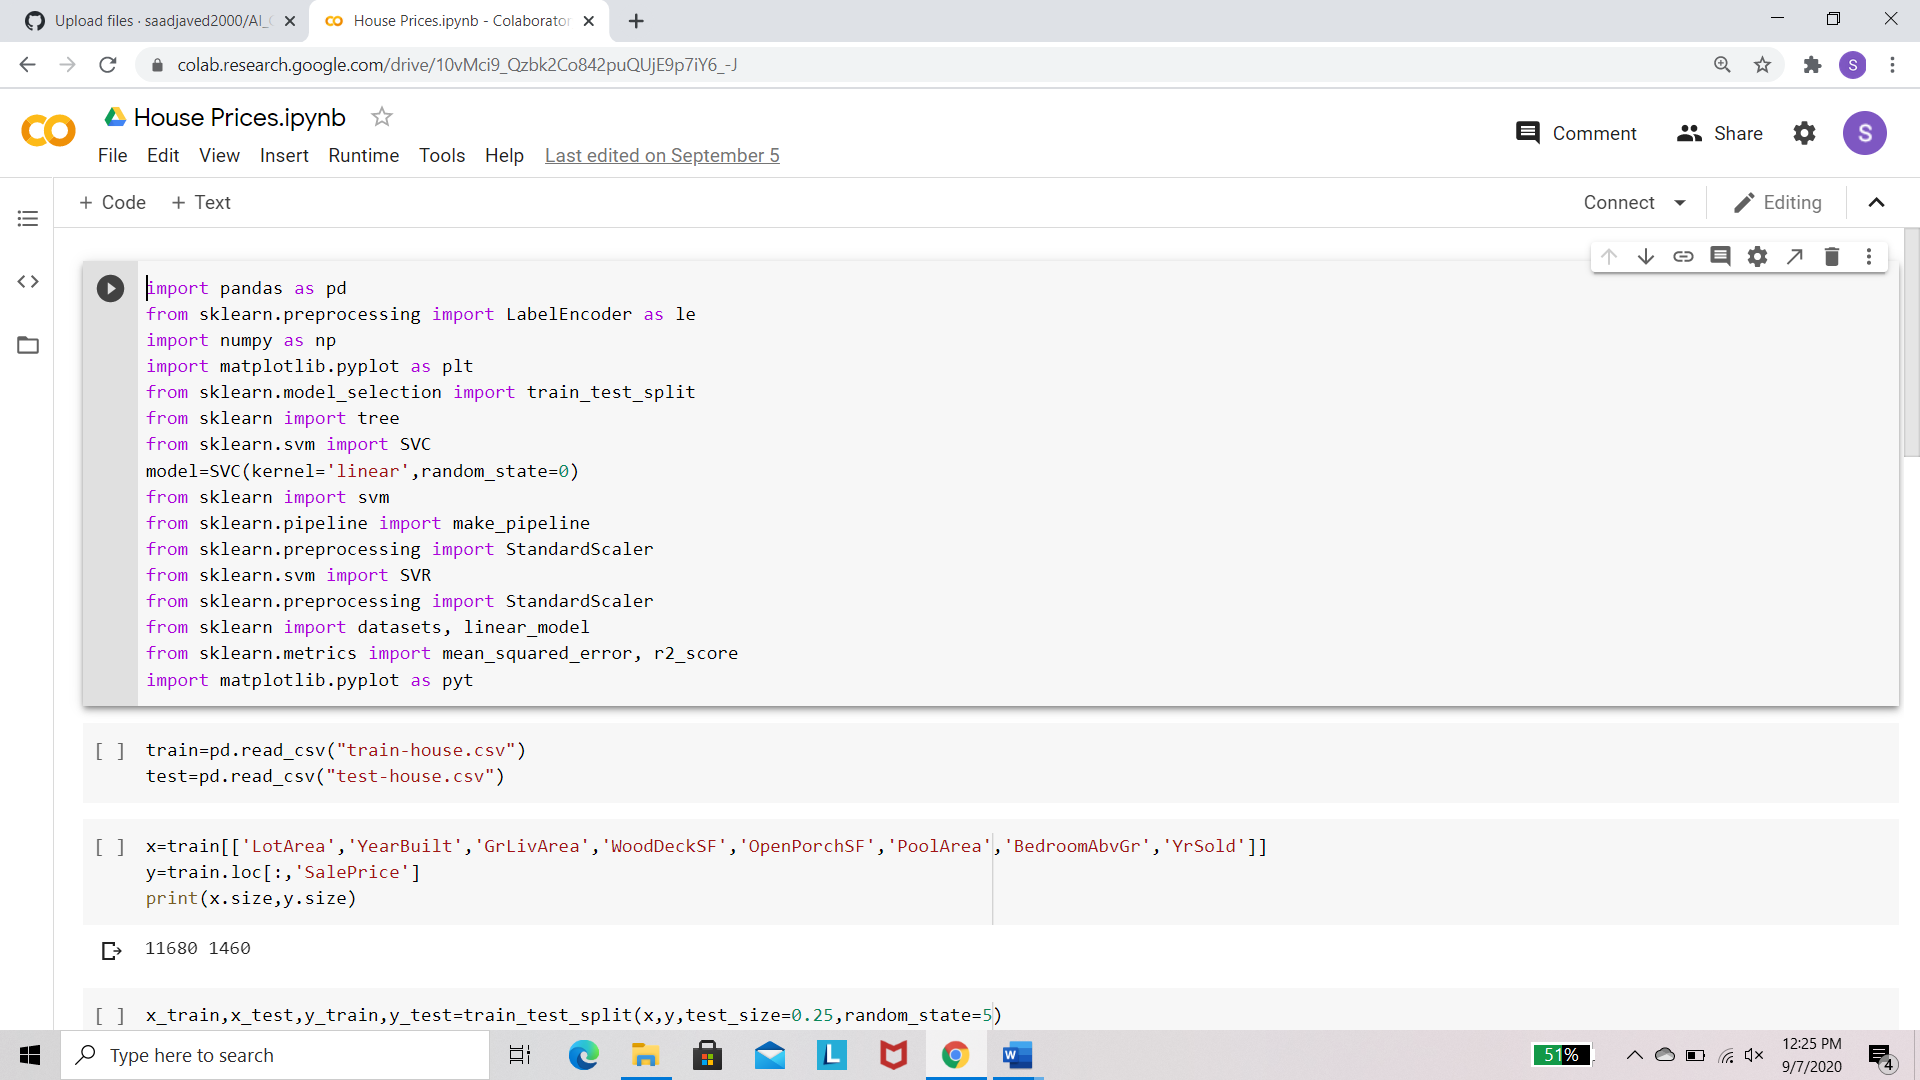 Upload files · saadjaved2000/AI_
House Prices.ipynb - Colaborator
colab.research.google.com/drive/10vMci9_Qzbk2Co842puQUjE9p7iY6_-J
S
House Prices.ipynb
Comment
Share
S
File Edit View Insert Runtime Tools Help Last edited on September 5
+ Code + Text
Connect
Editing
import pandas as pd
from sklearn.preprocessing import LabelEncoder as le
import numpy as np
import matplotlib.pyplot as plt
from sklearn.model_selection import train_test_split
from sklearn import tree
from sklearn.svm import SVC
model=SVC(kernel='linear',random_state=0)
from sklearn import svm
from sklearn.pipeline import make_pipeline
from sklearn.preprocessing import StandardScaler
from sklearn.svm import SVR
from sklearn.preprocessing import StandardScaler
from sklearn import datasets, linear_model
from sklearn.metrics import mean_squared_error, r2_score
import matplotlib.pyplot as pyt
[ ] train=pd.read_csv("train-house.csv")
test=pd.read_csv("test-house.csv")
[ ] x=train[['LotArea','YearBuilt','GrLivArea','WoodDeckSF','OpenPorchSF','PoolArea','BedroomAbvGr','YrSold']]
y=train.loc[:,'SalePrice']
print(x.size,y.size)
11680 1460
[ ] x_train,x_test,y_train,y_test=train_test_split(x,y,test_size=0.25,random_state=5)
Type here to search
L
W
51%
12:25 PM
9/7/2020
4